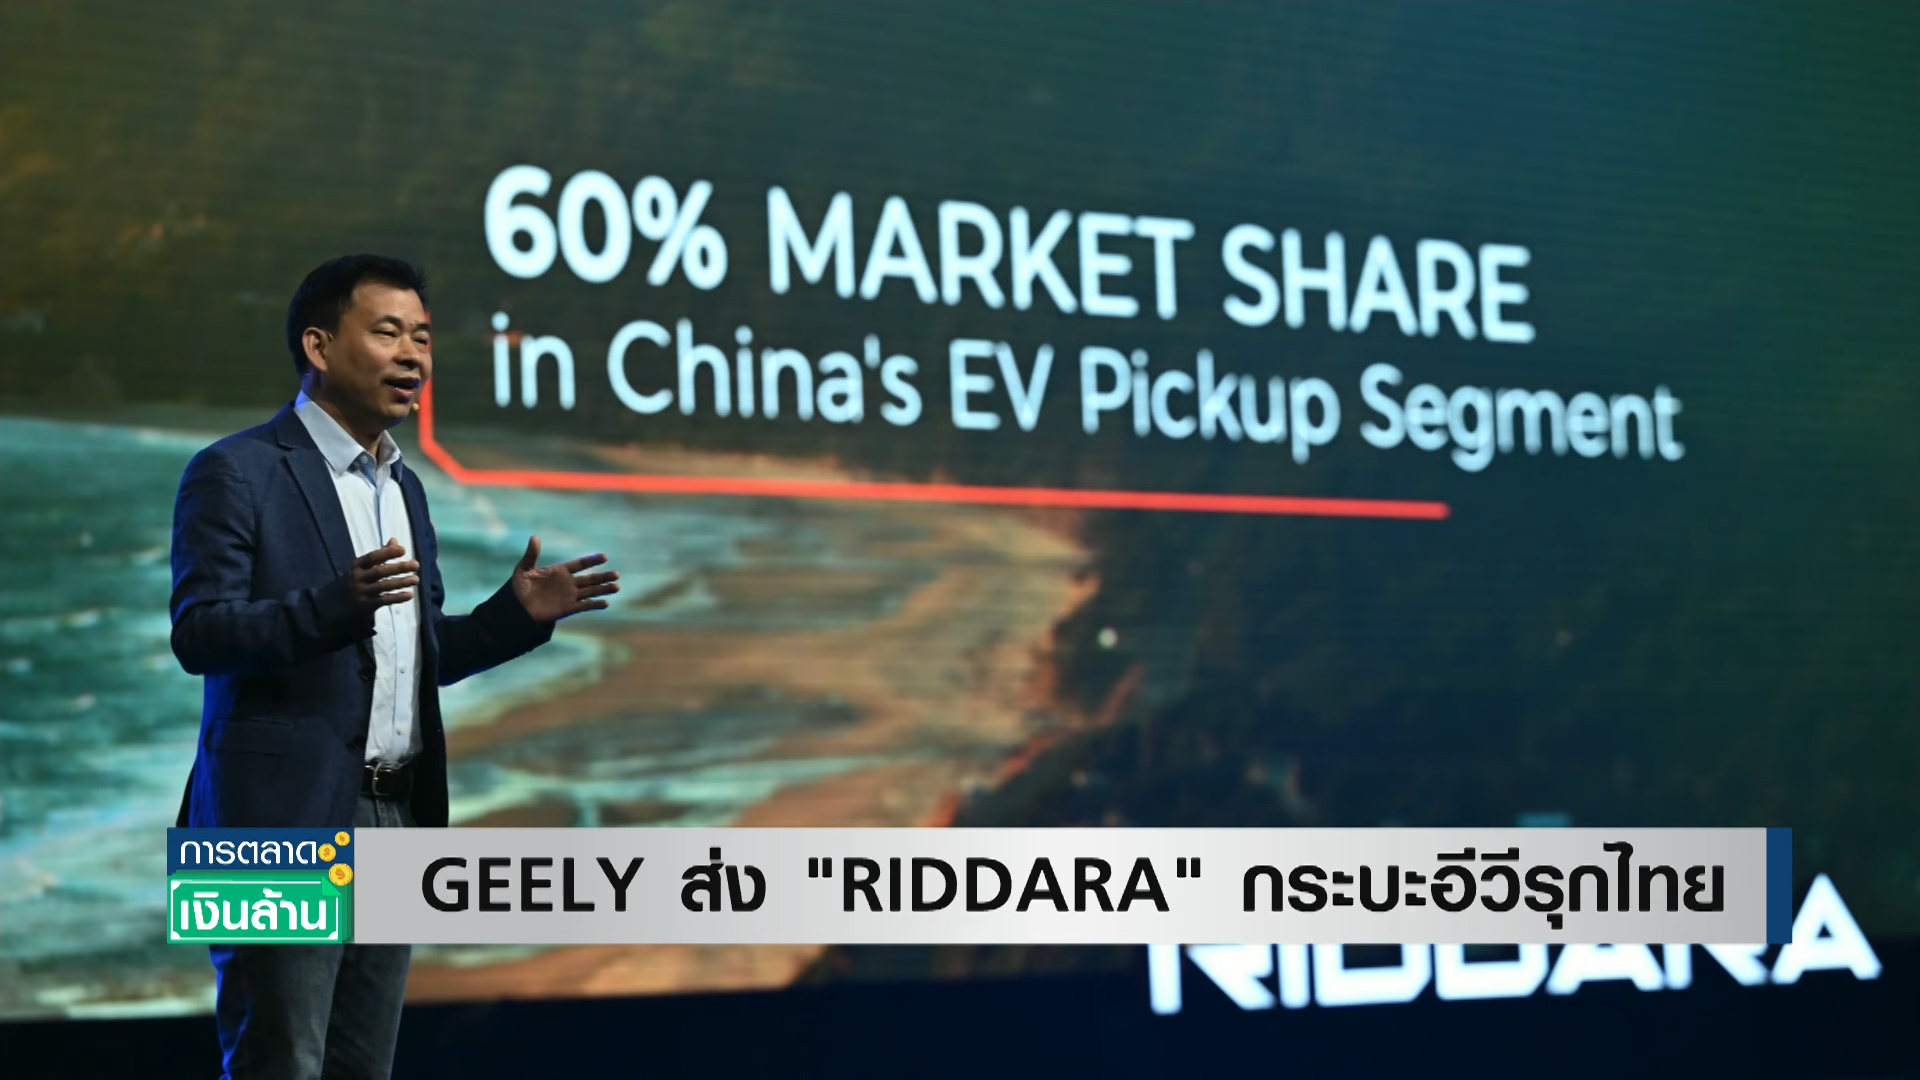 60% MARKET SHARE
in China's EV Pickup Segment
การตลาด
เงินล้าน
GEELY ส่ง "RIDDARA" กระบะอีวีรุกไทย
RIDDARA